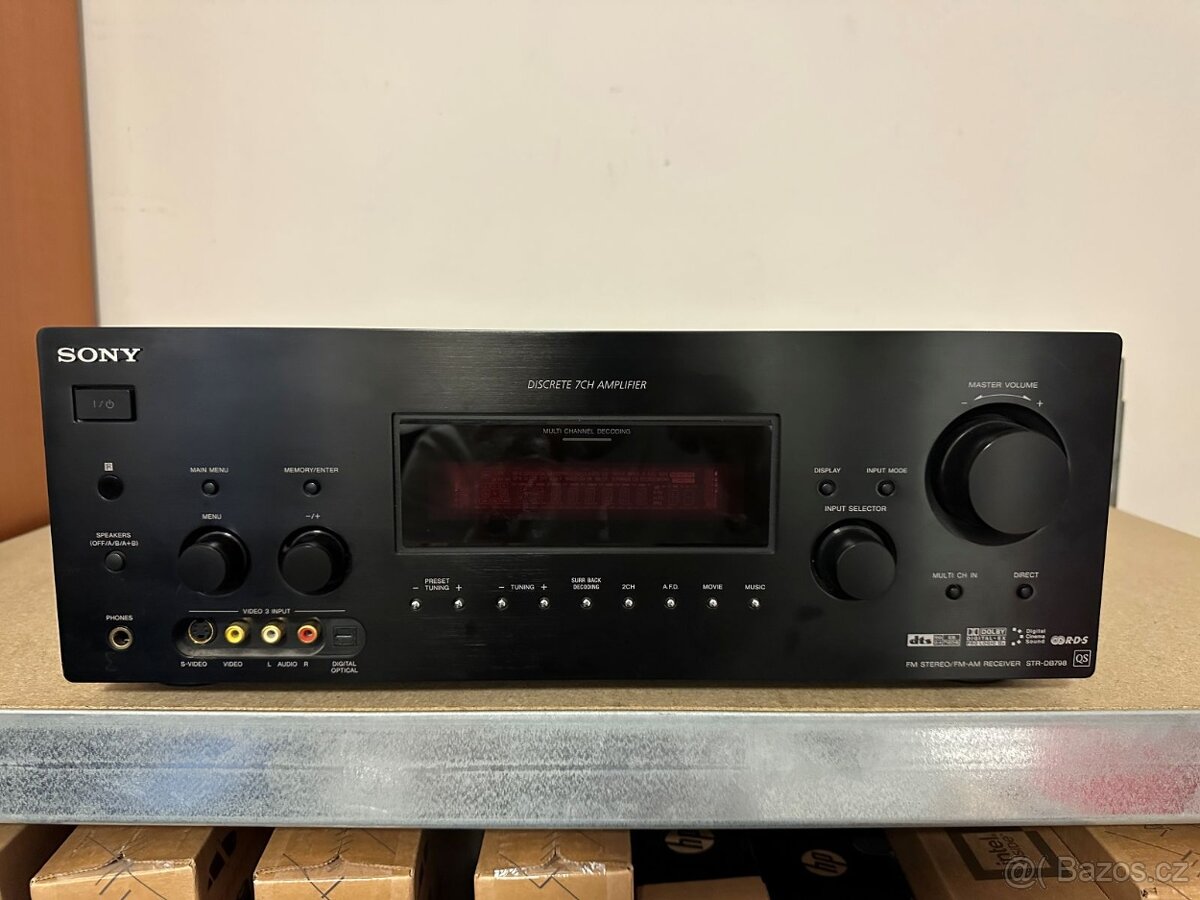 SONY
DISCRETE 7CH AMPLIFIER
MASTER VOLUME
- +
I / ⏻
MULTI CHANNEL DECODING
MAIN MENU
MEMORY/ENTER
DISPLAY
INPUT MODE
MENU
-/+
INPUT SELECTOR
SPEAKERS
(OFF/A/B/A+B)
- PRESET TUNING +
- TUNING +
SURR BACK
DECODING
2CH
A.F.D.
MOVIE
MUSIC
MULTI CH IN
DIRECT
PHONES
VIDEO 3 INPUT
S-VIDEO
VIDEO
L AUDIO R
DIGITAL
OPTICAL
dts
DOLBY
DIGITAL·EX
PRO LOGIC IIx
Digital
Cinema
Sound
R·D·S
FM STEREO/FM-AM RECEIVER STR-DB798
QS
hp
hp
intel
@( Bazos.cz